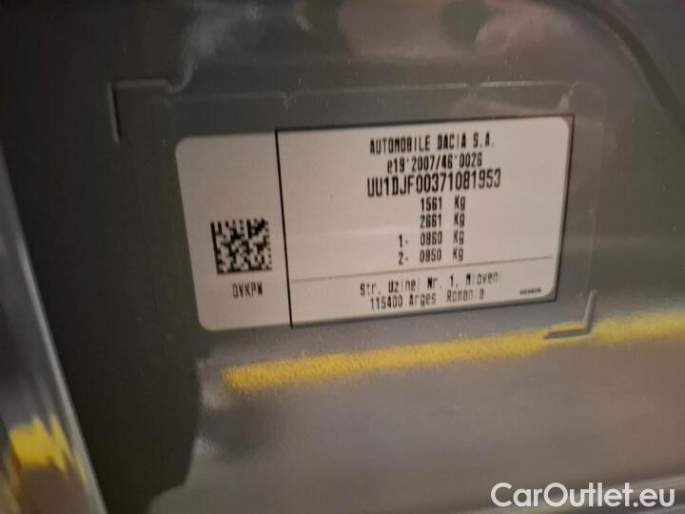 AUTOMOBILE DACIA S.A.
e19*2007/46*0026
UU1DJF00371081953
1561 Kg
2661 Kg
1- 0860 Kg
2- 0850 Kg
DVKPW
Str. Uzinei Nr. 1, Mioveni
115400 Arges Romania
CarOutlet.eu